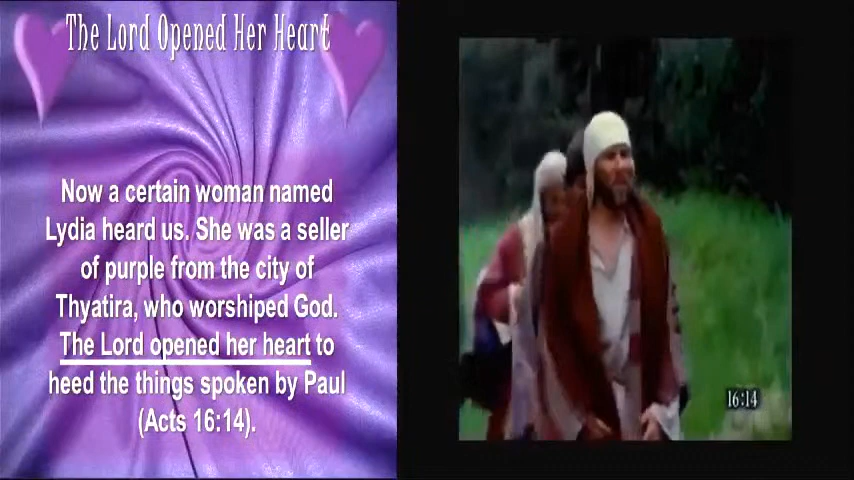 The Lord Opened Her Heart
Now a certain woman named
Lydia heard us. She was a seller
of purple from the city of
Thyatira, who worshiped God.
The Lord opened her heart to
heed the things spoken by Paul
(Acts 16:14).
16:14